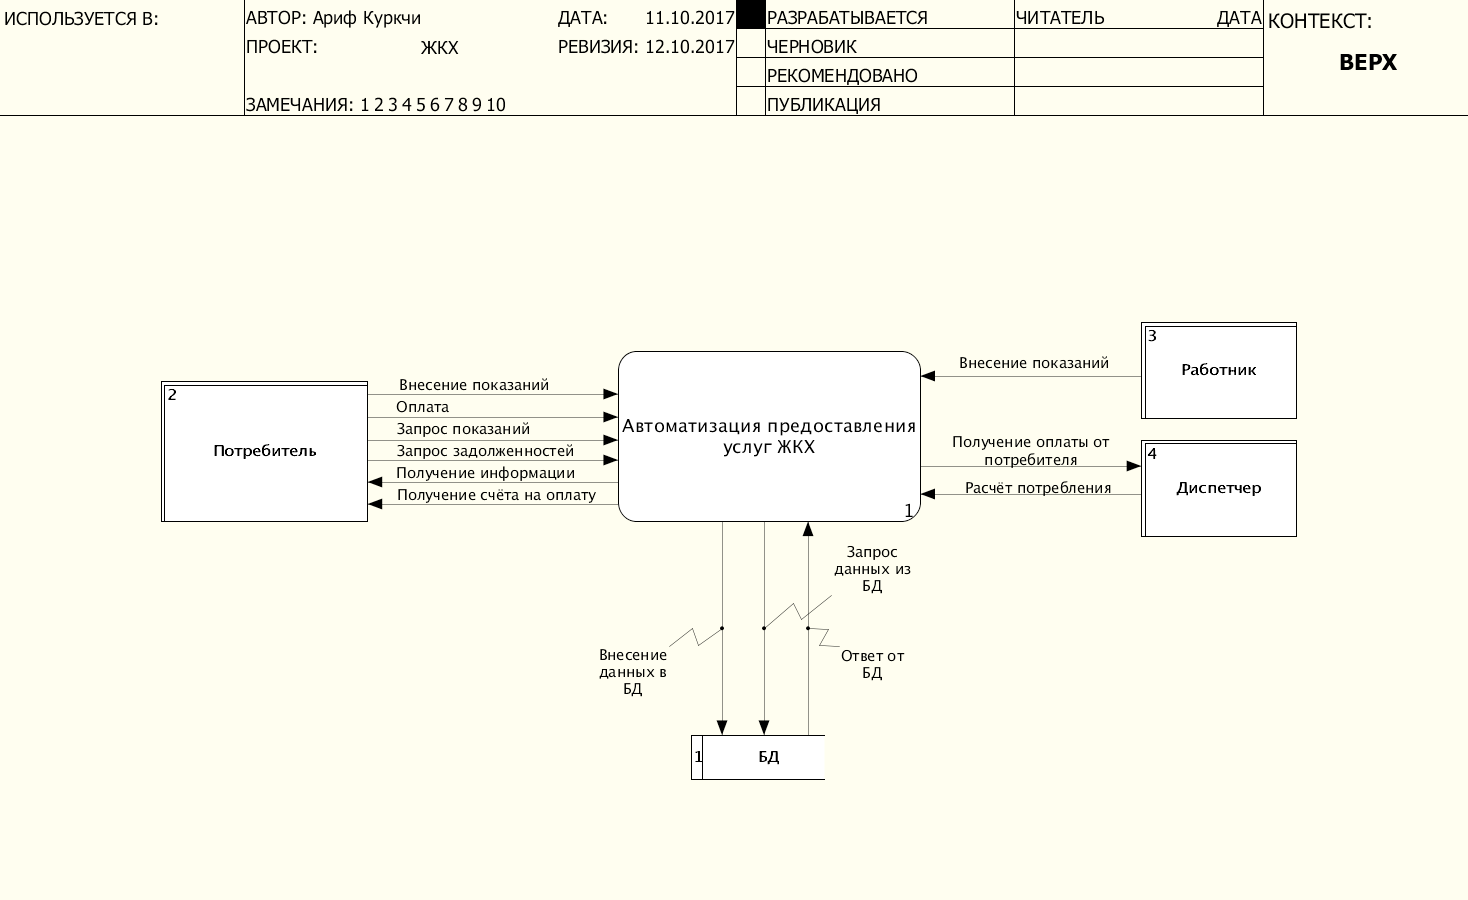 ИСПОЛЬЗУЕТСЯ В:
АВТОР: Ариф Куркчи
ДАТА: 11.10.2017
ПРОЕКТ: ЖКХ
РЕВИЗИЯ: 12.10.2017
ЗАМЕЧАНИЯ: 1 2 3 4 5 6 7 8 9 10
РАЗРАБАТЫВАЕТСЯ
ЧЕРНОВИК
РЕКОМЕНДОВАНО
ПУБЛИКАЦИЯ
ЧИТАТЕЛЬ ДАТА
КОНТЕКСТ:
ВЕРХ
2
Потребитель
Внесение показаний
Оплата
Запрос показаний
Запрос задолженностей
Получение информации
Получение счёта на оплату
Автоматизация предоставления
услуг ЖКХ
1
Внесение показаний
3
Работник
Получение оплаты от
потребителя
Расчёт потребления
4
Диспетчер
Запрос
данных из
БД
Внесение
данных в
БД
Ответ от
БД
1
БД